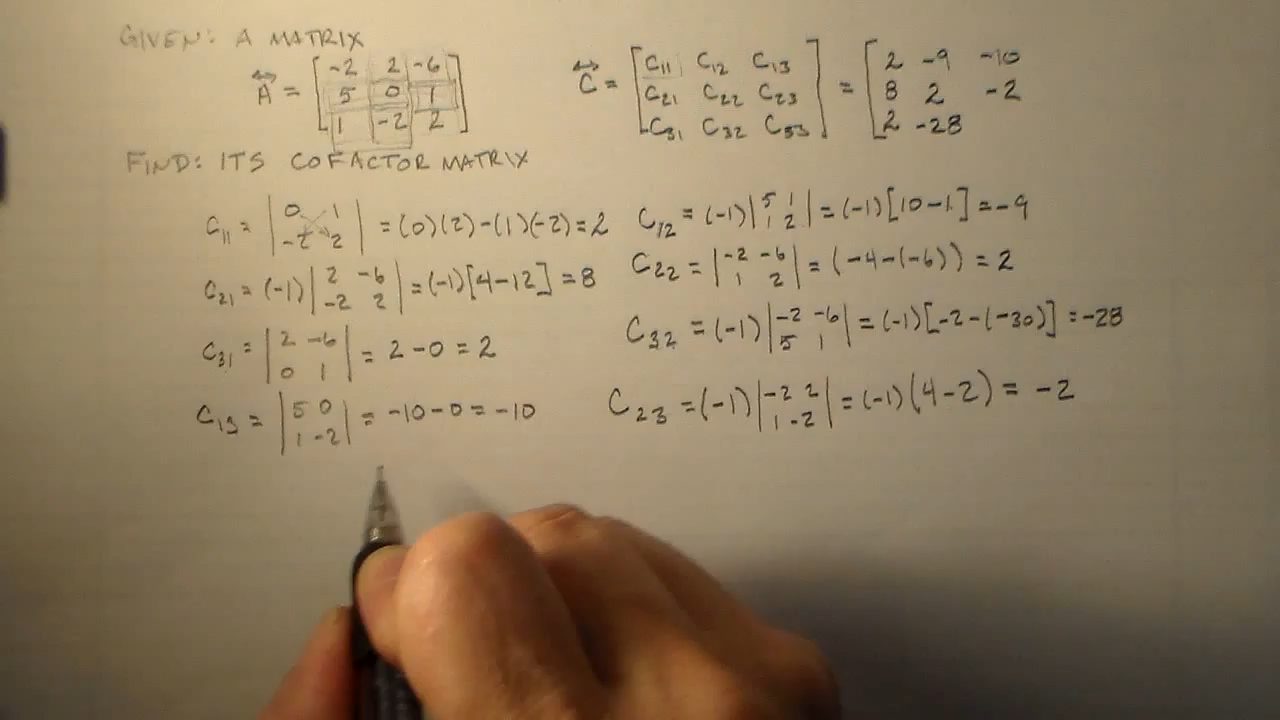 GIVEN: A MATRIX
A = [ -2 2 -6
5 0 1
1 -2 2 ]
C = [ C11 C12 C13
C21 C22 C23
C31 C32 C33 ]
= [ 2 -9 -10
8 2 -2
2 -28
FIND: ITS COFACTOR MATRIX
C11 = | 0 1
-2 2 | = (0)(2)-(1)(-2)=2
C12 = (-1)| 5 1
1 2 | = (-1)[10-1] = -9
C21 = (-1)| 2 -6
-2 2 | = (-1)[4-12] = 8
C22 = | -2 -6
1 2 | = (-4-(-6)) = 2
C31 = | 2 -6
0 1 | = 2-0 = 2
C32 = (-1)| -2 -6
5 1 | = (-1)[-2-(-30)] = -28
C13 = | 5 0
1 -2 | = -10-0 = -10
C23 = (-1)| -2 2
1 -2 | = (-1)(4-2) = -2